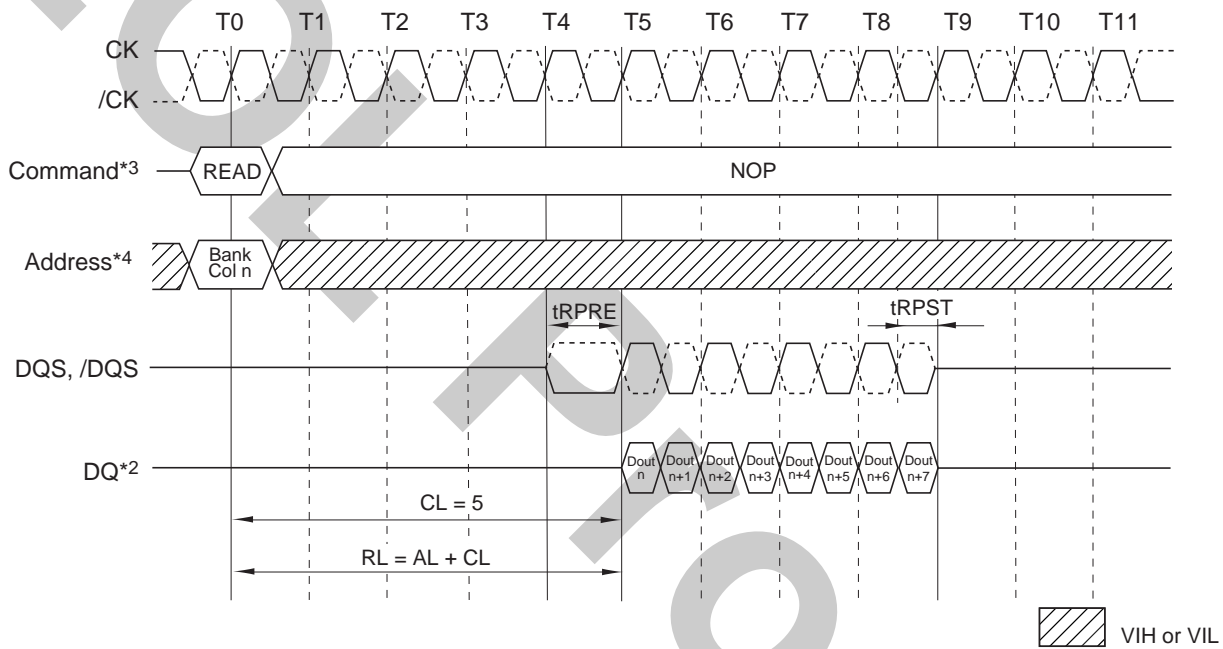 T0 T1 T2 T3 T4 T5 T6 T7 T8 T9 T10 T11
CK
/CK
Command*3 READ NOP
Address*4 Bank
Col n
tRPRE tRPST
DQS, /DQS
DQ*2 Dout Dout Dout Dout Dout Dout Dout Dout
n n+1 n+2 n+3 n+4 n+5 n+6 n+7
CL = 5
RL = AL + CL
VIH or VIL